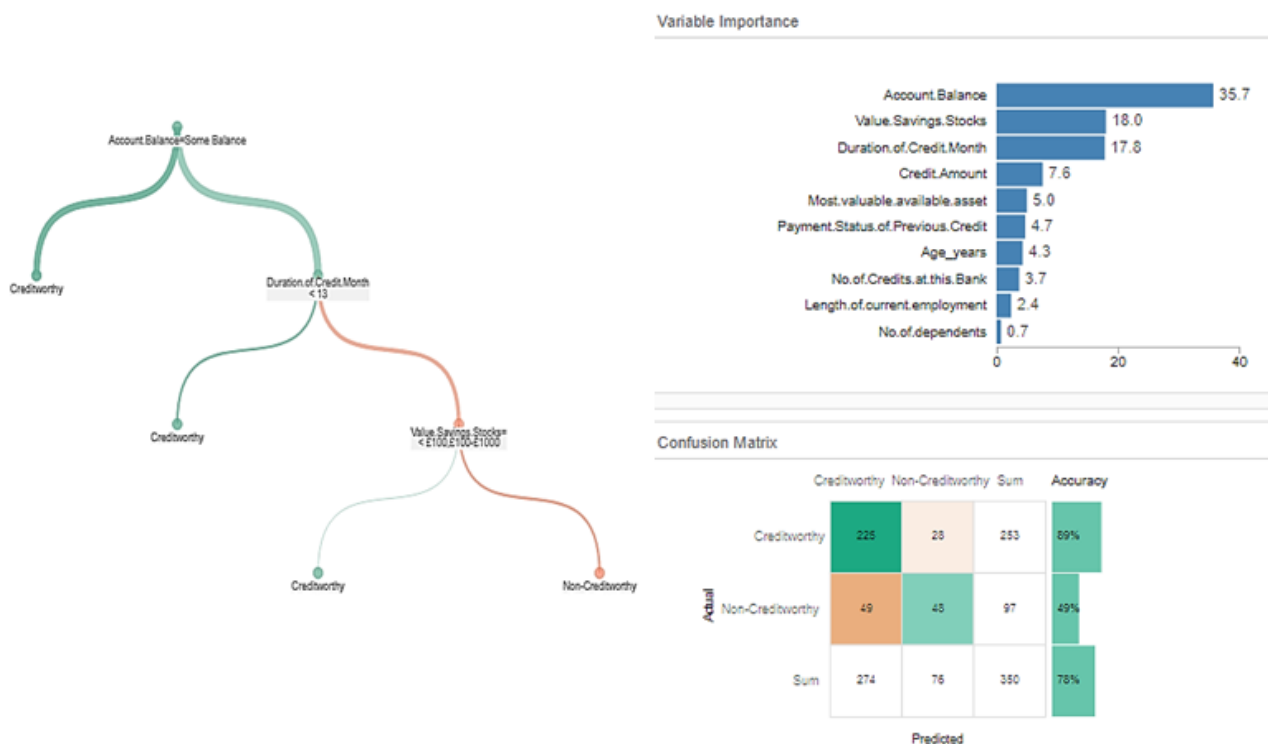 Variable Importance
Account.Balance=Some Balance
Creditworthy
Duration.of.Credit.Month
< 13
Creditworthy
Value.Savings.Stocks=
< £100,£100-£1000
Creditworthy
Non-Creditworthy
Account.Balance 35.7
Value.Savings.Stocks 18.0
Duration.of.Credit.Month 17.8
Credit.Amount 7.6
Most.valuable.available.asset 5.0
Payment.Status.of.Previous.Credit 4.7
Age_years 4.3
No.of.Credits.at.this.Bank 3.7
Length.of.current.employment 2.4
No.of.dependents 0.7
0 20 40
Confusion Matrix
Creditworthy Non-Creditworthy Sum Accuracy
Creditworthy 225 28 253 89%
Actual
Non-Creditworthy 49 48 97 49%
Sum 274 76 350 78%
Predicted